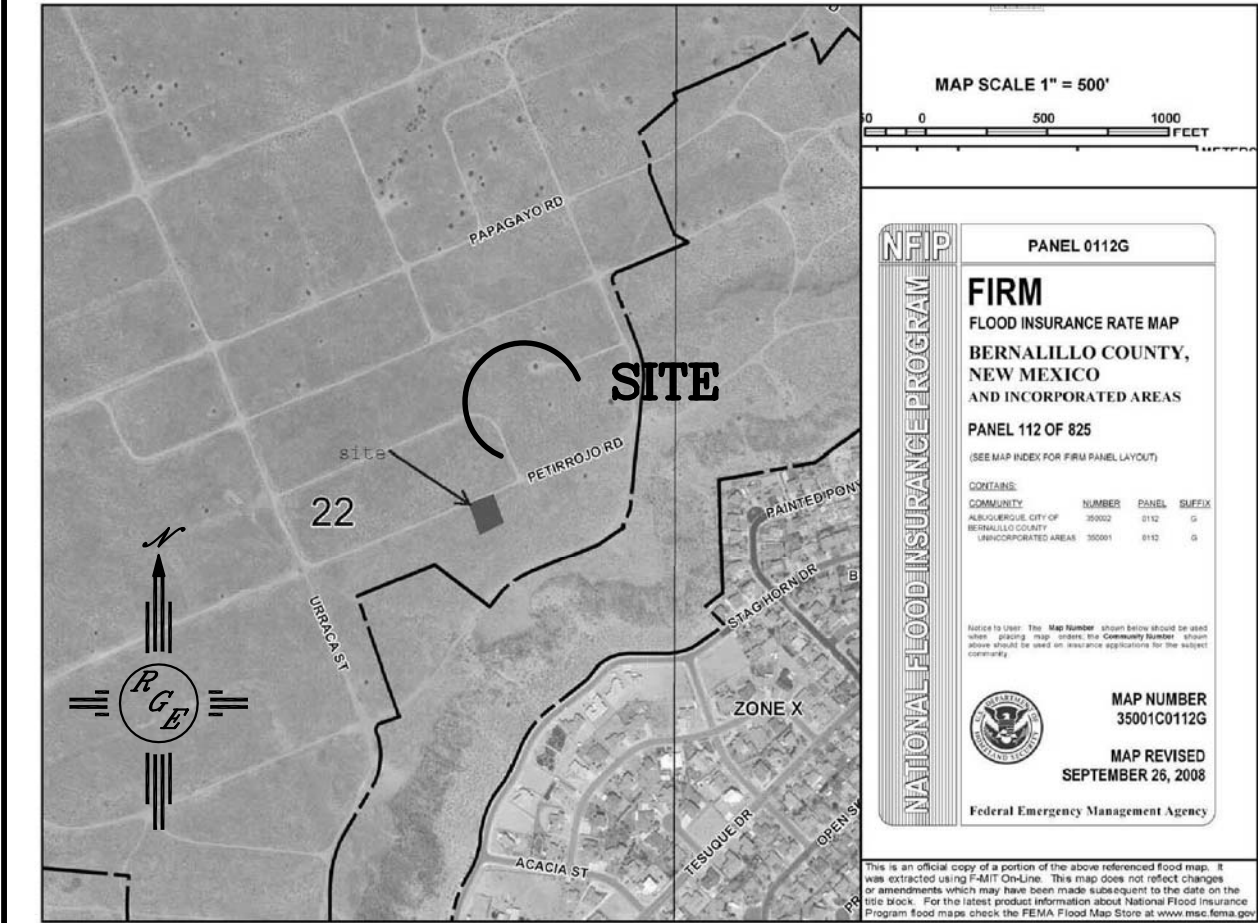 MAP SCALE 1" = 500'
0
500
1000
FEET
PAPAGAYO RD
SITE
site
PETIRROJO RD
22
PAINTED PONY
STAG HORN DR
URRACA ST
N
R
G
E
ZONE X
TESUQUE DR
ACACIA ST
NFIP
NATIONAL FLOOD INSURANCE PROGRAM
PANEL 0112G
FIRM
FLOOD INSURANCE RATE MAP
BERNALILLO COUNTY,
NEW MEXICO
AND INCORPORATED AREAS
PANEL 112 OF 825
(SEE MAP INDEX FOR FIRM PANEL LAYOUT)
CONTAINS:
COMMUNITY NUMBER PANEL SUFFIX
ALBUQUERQUE, CITY OF 350002 0112 G
BERNALILLO COUNTY
UNINCORPORATED AREAS 350001 0112 G
Notice to User: The Map Number shown below should be used
when placing map orders; the Community Number shown
above should be used on insurance applications for the subject
community.
U.S. DEPARTMENT OF
HOMELAND SECURITY
MAP NUMBER
35001C0112G
MAP REVISED
SEPTEMBER 26, 2008
Federal Emergency Management Agency
This is an official copy of a portion of the above referenced flood map. It
was extracted using F-MIT On-Line. This map does not reflect changes
or amendments which may have been made subsequent to the date on the
title block. For the latest product information about National Flood Insurance
Program flood maps check the FEMA Flood Map Store at www.msc.fema.go